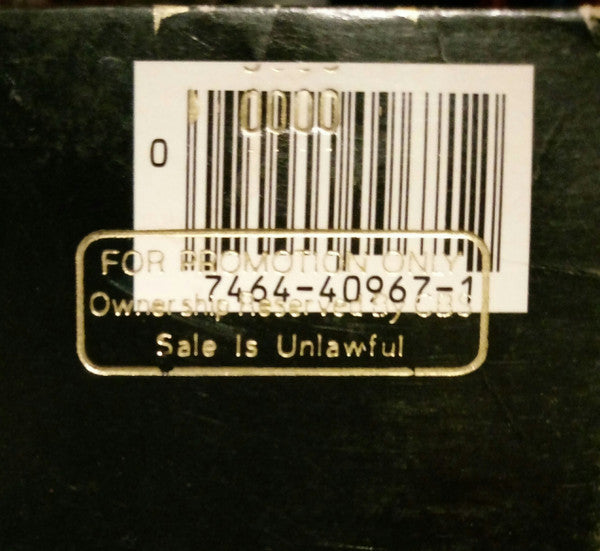 0000
0
FOR PROMOTION ONLY
7464-40967-1
Ownership Reserved By CBS
Sale Is Unlawful